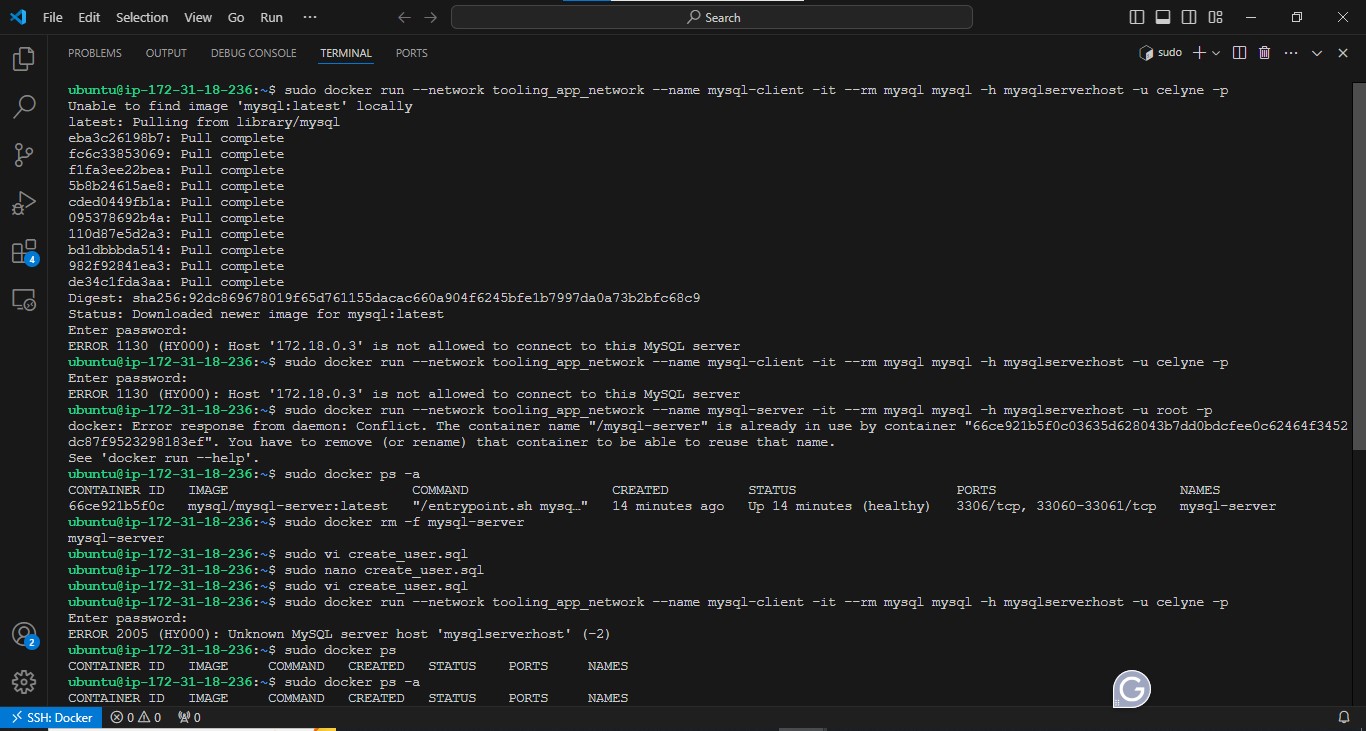 File Edit Selection View Go Run ···
Search
PROBLEMS OUTPUT DEBUG CONSOLE TERMINAL PORTS
sudo
ubuntu@ip-172-31-18-236:~$ sudo docker run --network tooling_app_network --name mysql-client -it --rm mysql mysql -h mysqlserverhost -u celyne -p
Unable to find image 'mysql:latest' locally
latest: Pulling from library/mysql
eba3c26198b7: Pull complete
fc6c33853069: Pull complete
f1fa3ee22bea: Pull complete
5b8b24615ae8: Pull complete
cded0449fb1a: Pull complete
095378692b4a: Pull complete
110d87e5d2a3: Pull complete
bd1dbbbda514: Pull complete
982f92841ea3: Pull complete
de34c1fda3aa: Pull complete
Digest: sha256:92dc869678019f65d761155dacac660a904f6245bfe1b7997da0a73b2bfc68c9
Status: Downloaded newer image for mysql:latest
Enter password:
ERROR 1130 (HY000): Host '172.18.0.3' is not allowed to connect to this MySQL server
ubuntu@ip-172-31-18-236:~$ sudo docker run --network tooling_app_network --name mysql-client -it --rm mysql mysql -h mysqlserverhost -u celyne -p
Enter password:
ERROR 1130 (HY000): Host '172.18.0.3' is not allowed to connect to this MySQL server
ubuntu@ip-172-31-18-236:~$ sudo docker run --network tooling_app_network --name mysql-server -it --rm mysql mysql -h mysqlserverhost -u root -p
docker: Error response from daemon: Conflict. The container name "/mysql-server" is already in use by container "66ce921b5f0c03635d628043b7dd0bdcfee0c62464f3452
dc87f9523298183ef". You have to remove (or rename) that container to be able to reuse that name.
See 'docker run --help'.
ubuntu@ip-172-31-18-236:~$ sudo docker ps -a
CONTAINER ID IMAGE COMMAND CREATED STATUS PORTS NAMES
66ce921b5f0c mysql/mysql-server:latest "/entrypoint.sh mysq…" 14 minutes ago Up 14 minutes (healthy) 3306/tcp, 33060-33061/tcp mysql-server
ubuntu@ip-172-31-18-236:~$ sudo docker rm -f mysql-server
mysql-server
ubuntu@ip-172-31-18-236:~$ sudo vi create_user.sql
ubuntu@ip-172-31-18-236:~$ sudo nano create_user.sql
ubuntu@ip-172-31-18-236:~$ sudo vi create_user.sql
ubuntu@ip-172-31-18-236:~$ sudo docker run --network tooling_app_network --name mysql-client -it --rm mysql mysql -h mysqlserverhost -u celyne -p
Enter password:
ERROR 2005 (HY000): Unknown MySQL server host 'mysqlserverhost' (-2)
ubuntu@ip-172-31-18-236:~$ sudo docker ps
CONTAINER ID IMAGE COMMAND CREATED STATUS PORTS NAMES
ubuntu@ip-172-31-18-236:~$ sudo docker ps -a
CONTAINER ID IMAGE COMMAND CREATED STATUS PORTS NAMES
4
2
G
SSH: Docker 0 0 0